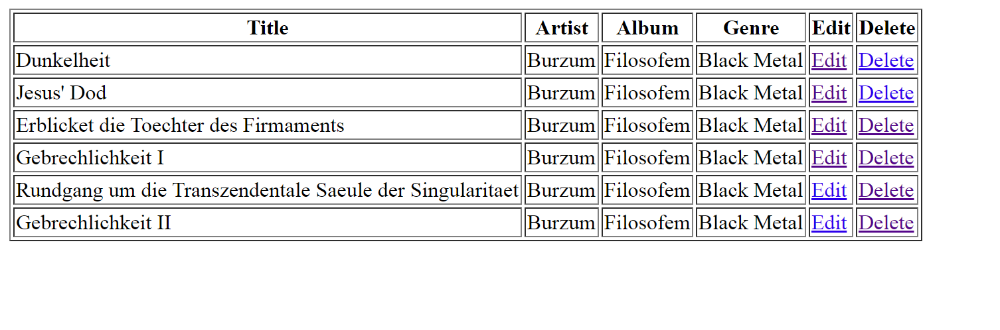 Title Artist Album Genre Edit Delete
Dunkelheit Burzum Filosofem Black Metal Edit Delete
Jesus' Dod Burzum Filosofem Black Metal Edit Delete
Erblicket die Toechter des Firmaments Burzum Filosofem Black Metal Edit Delete
Gebrechlichkeit I Burzum Filosofem Black Metal Edit Delete
Rundgang um die Transzendentale Saeule der Singularitaet Burzum Filosofem Black Metal Edit Delete
Gebrechlichkeit II Burzum Filosofem Black Metal Edit Delete